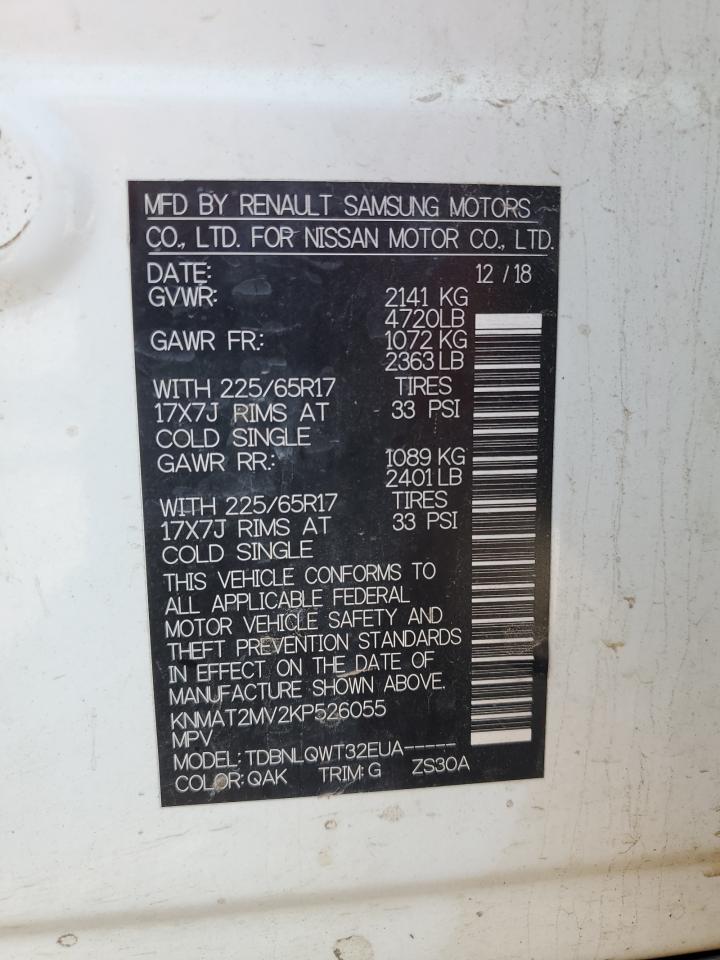 MFD BY RENAULT SAMSUNG MOTORS
CO., LTD. FOR NISSAN MOTOR CO., LTD.
DATE: 12 / 18
GVWR: 2141 KG
4720LB
GAWR FR.: 1072 KG
2363 LB
WITH 225/65R17 TIRES
17X7J RIMS AT 33 PSI
COLD SINGLE
GAWR RR.: 1089 KG
2401 LB
WITH 225/65R17 TIRES
17X7J RIMS AT 33 PSI
COLD SINGLE
THIS VEHICLE CONFORMS TO
ALL APPLICABLE FEDERAL
MOTOR VEHICLE SAFETY AND
THEFT PREVENTION STANDARDS
IN EFFECT ON THE DATE OF
MANUFACTURE SHOWN ABOVE.
KNMAT2MV2KP526055
MPV
MODEL: TDBNLQWT32EUA-----
COLOR: QAK TRIM: G ZS30A